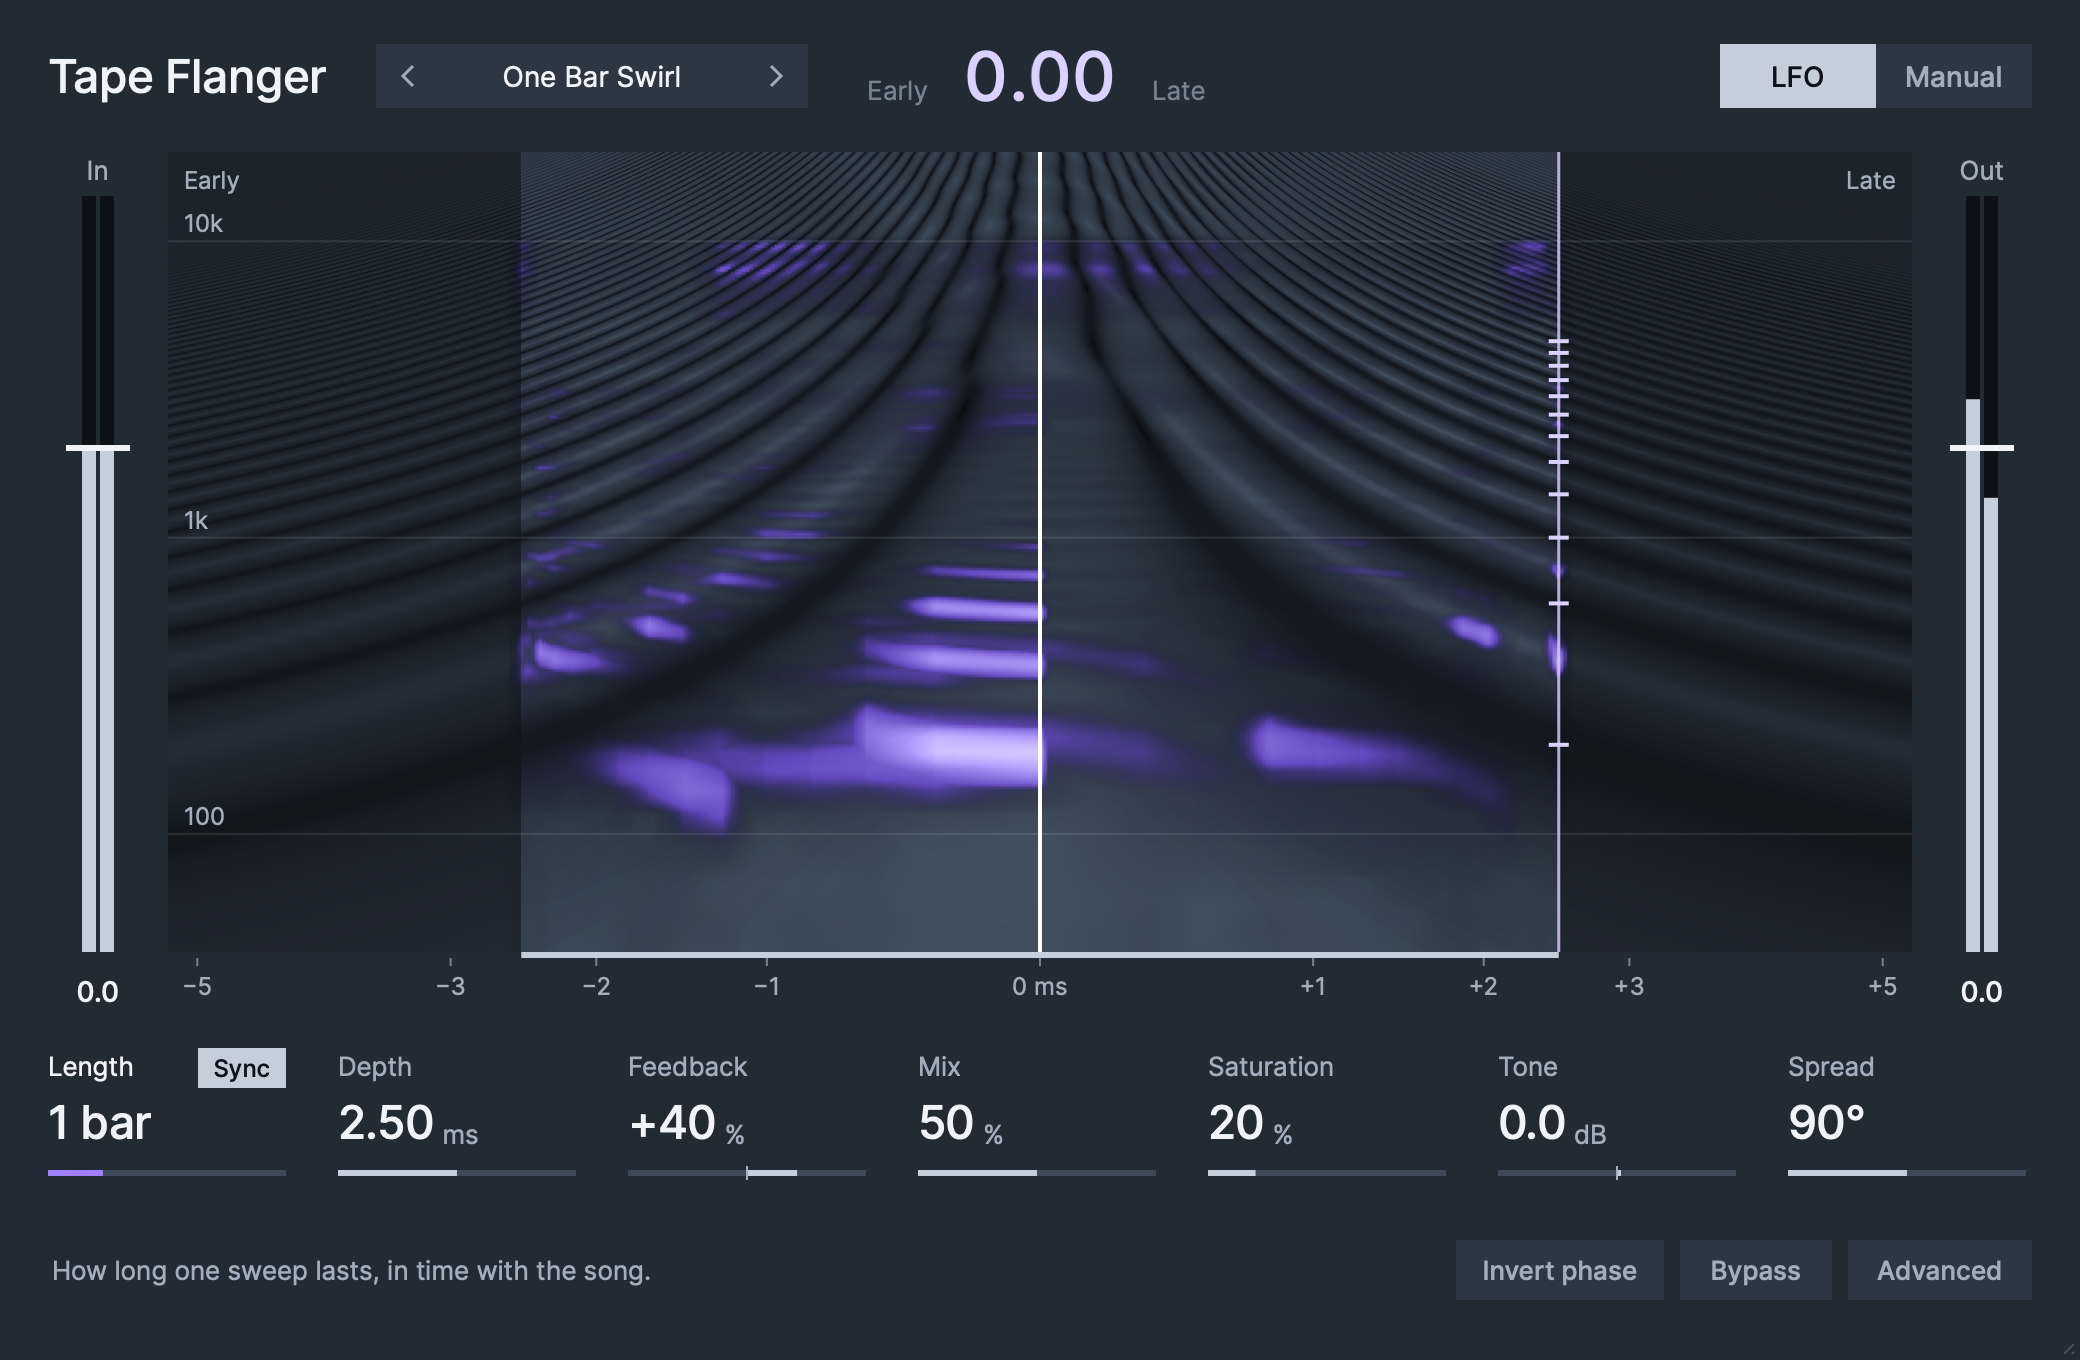 Tape Flanger
One Bar Swirl
Early 0.00 Late
LFO Manual
In
Early
Late
Out
10k
1k
100
0.0
−5 −3 −2 −1 0 ms +1 +2 +3 +5
0.0
Length Sync
1 bar
Depth
2.50 ms
Feedback
+40 %
Mix
50 %
Saturation
20 %
Tone
0.0 dB
Spread
90°
How long one sweep lasts, in time with the song.
Invert phase Bypass Advanced